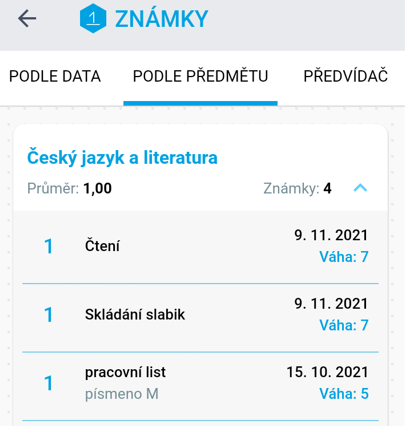 1 ZNÁMKY
PODLE DATA PODLE PŘEDMĚTU PŘEDVÍDAČ
Český jazyk a literatura
Průměr: 1,00 Známky: 4
1 Čtení 9. 11. 2021
Váha: 7
1 Skládání slabik 9. 11. 2021
Váha: 7
1 pracovní list 15. 10. 2021
písmeno M Váha: 5